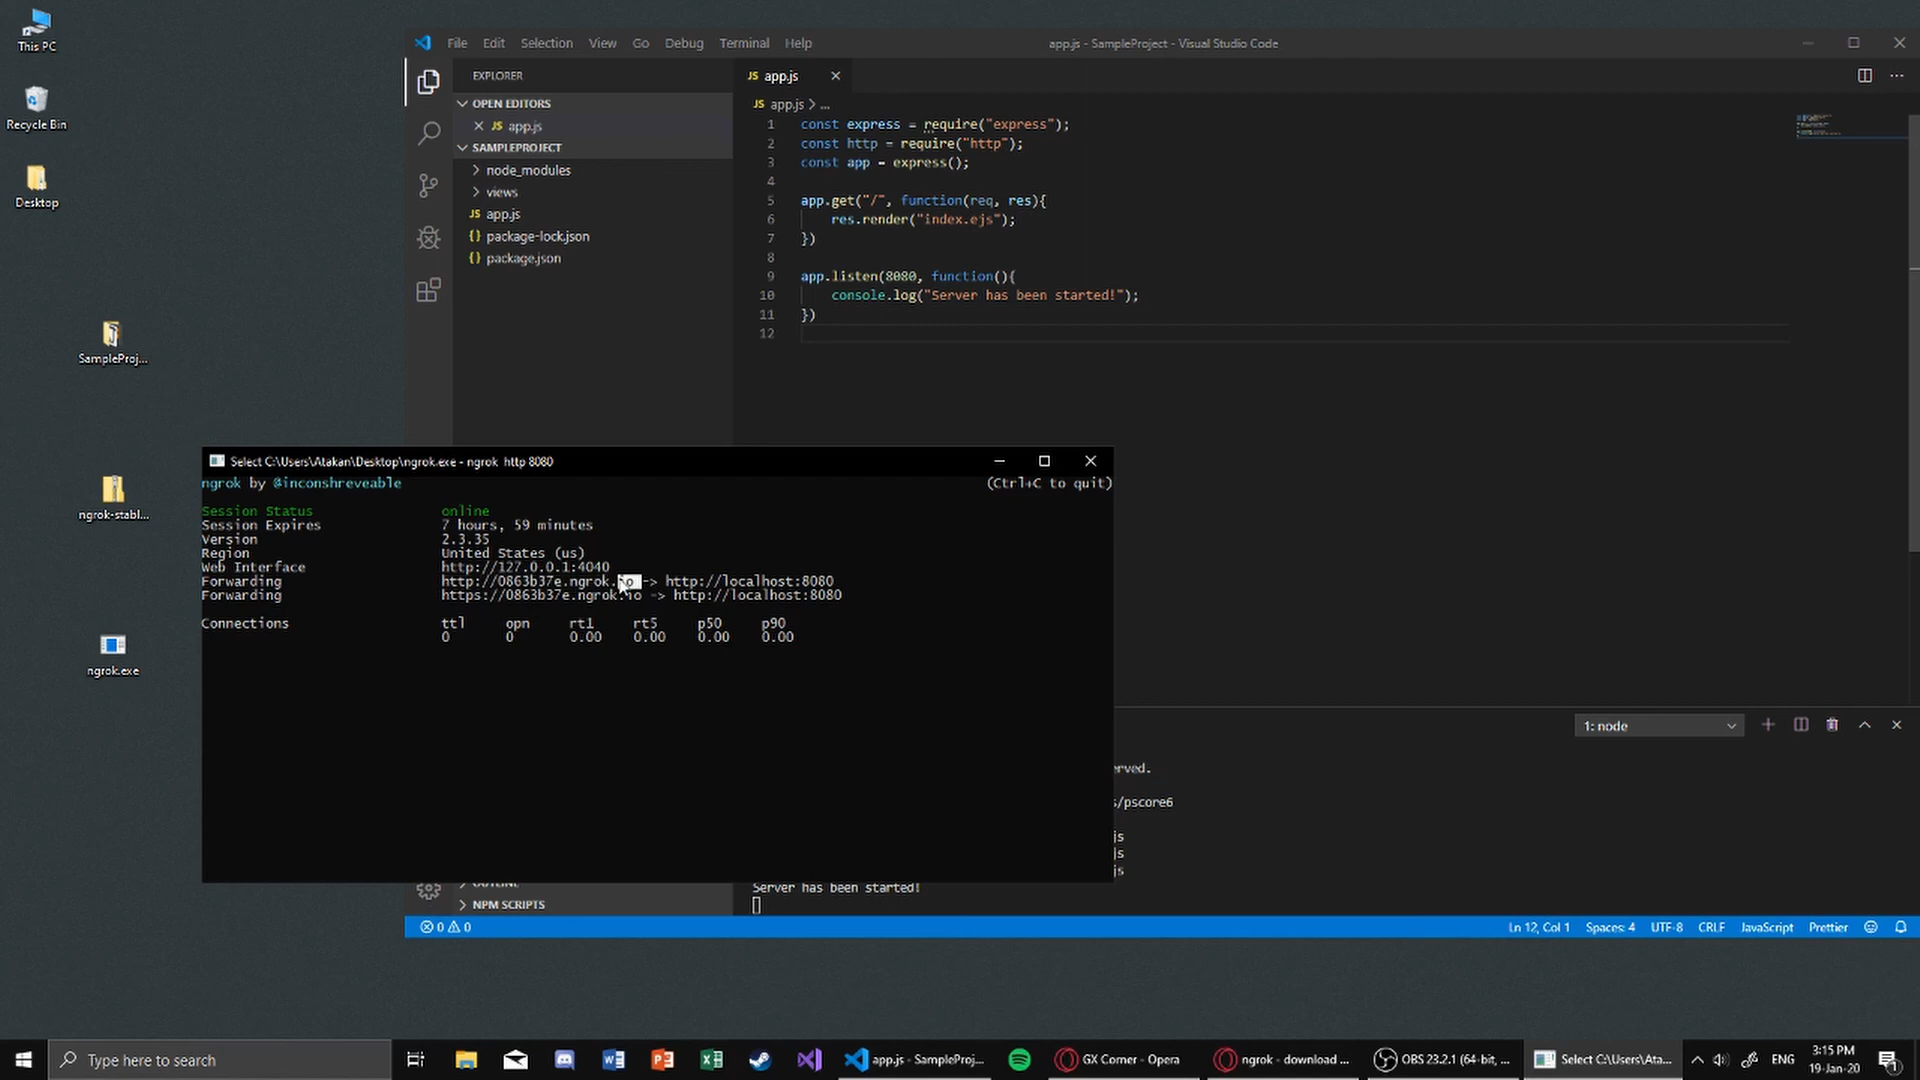 This PC
Recycle Bin
Desktop
SampleProj...
ngrok-stabl...
ngrok.exe
File Edit Selection View Go Debug Terminal Help
app.js - SampleProject - Visual Studio Code
EXPLORER
OPEN EDITORS
JS app.js
SAMPLEPROJECT
node_modules
views
JS app.js
{} package-lock.json
{} package.json
NPM SCRIPTS
JS app.js
JS app.js > ...
1 const express = require("express");
2 const http = require("http");
3 const app = express();
4
5 app.get("/", function(req, res){
6 res.render("index.ejs");
7 })
8
9 app.listen(8080, function(){
10 console.log("Server has been started!");
11 })
12
Select C:\Users\Atakan\Desktop\ngrok.exe - ngrok http 8080
ngrok by @inconshreveable (Ctrl+C to quit)
Session Status online
Session Expires 7 hours, 59 minutes
Version 2.3.35
Region United States (us)
Web Interface http://127.0.0.1:4040
Forwarding http://0863b37e.ngrok.io -> http://localhost:8080
Forwarding https://0863b37e.ngrok.io -> http://localhost:8080
Connections ttl opn rt1 rt5 p50 p90
0 0 0.00 0.00 0.00 0.00
1: node
erved.
s/pscore6
js
js
js
Server has been started!
0 0
Ln 12, Col 1 Spaces: 4 UTF-8 CRLF JavaScript Prettier
Type here to search
app.js - SampleProj...
GX Corner - Opera
ngrok - download ...
OBS 23.2.1 (64-bit, ...
Select C:\Users\Ata...
ENG
3:15 PM
19-Jan-20
1